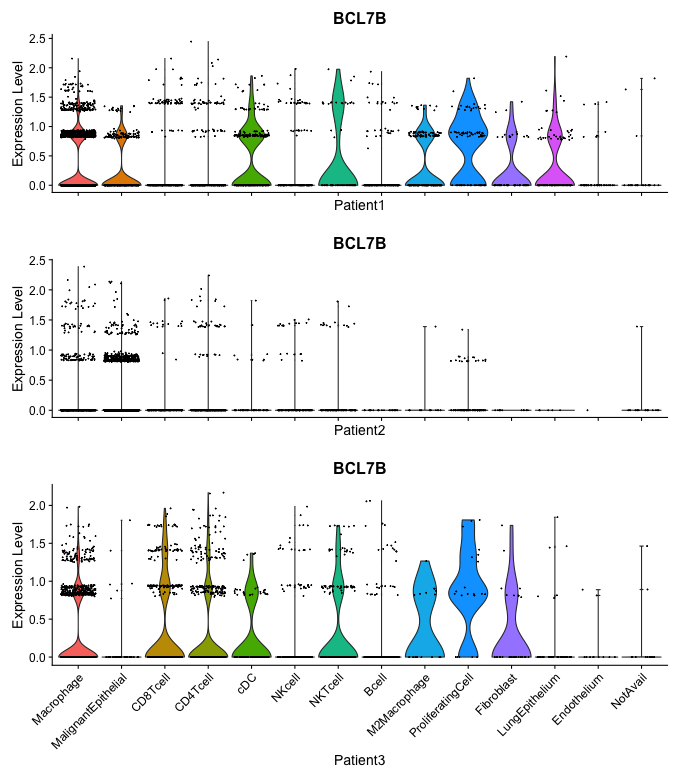 BCL7B
Expression Level
2.5
2.0
1.5
1.0
0.5
0.0
Patient1
BCL7B
Expression Level
2.5
2.0
1.5
1.0
0.5
0.0
Patient2
BCL7B
Expression Level
2.0
1.5
1.0
0.5
0.0
Macrophage
MalignantEpithelial
CD8Tcell
CD4Tcell
cDC
NKcell
NKTcell
Bcell
M2Macrophage
ProliferatingCell
Fibroblast
LungEpithelium
Endothelium
NotAvail
Patient3